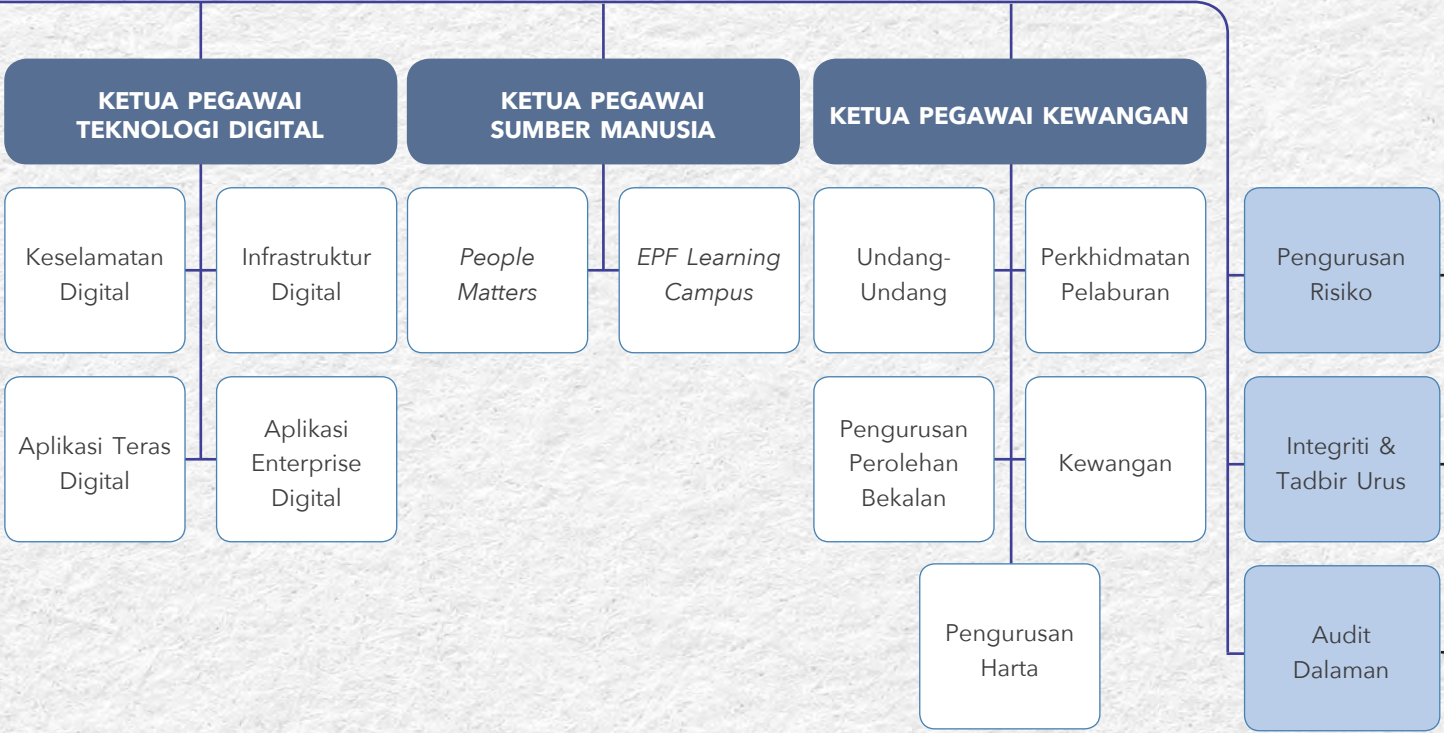 KETUA PEGAWAI
TEKNOLOGI DIGITAL
KETUA PEGAWAI
SUMBER MANUSIA
KETUA PEGAWAI KEWANGAN
Keselamatan
Digital
Infrastruktur
Digital
People
Matters
EPF Learning
Campus
Undang-
Undang
Perkhidmatan
Pelaburan
Pengurusan
Risiko
Aplikasi Teras
Digital
Aplikasi
Enterprise
Digital
Pengurusan
Perolehan
Bekalan
Kewangan
Integriti &
Tadbir Urus
Pengurusan
Harta
Audit
Dalaman